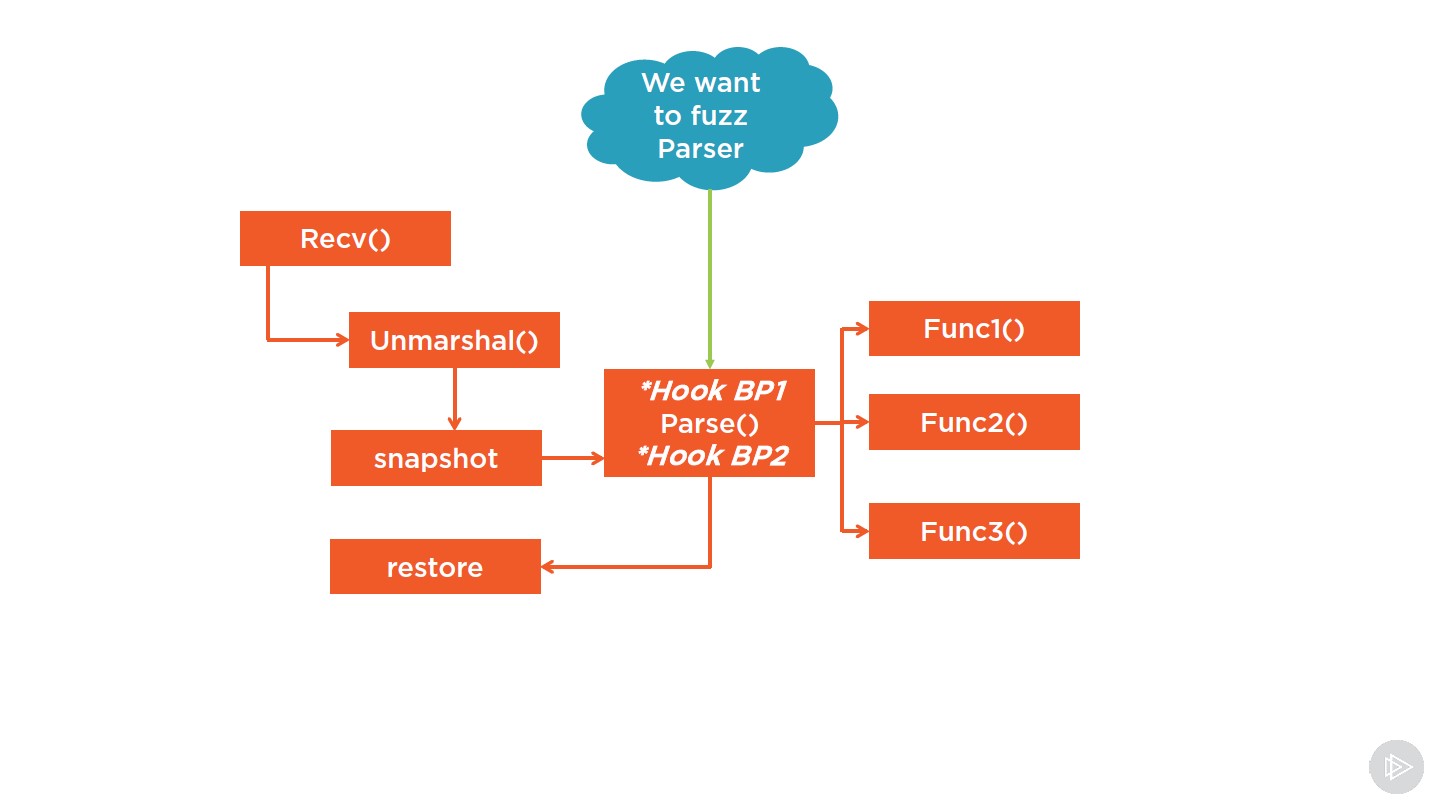 We want
to fuzz
Parser
Recv()
Unmarshal()
snapshot
restore
*Hook BP1
Parse()
*Hook BP2
Func1()
Func2()
Func3()